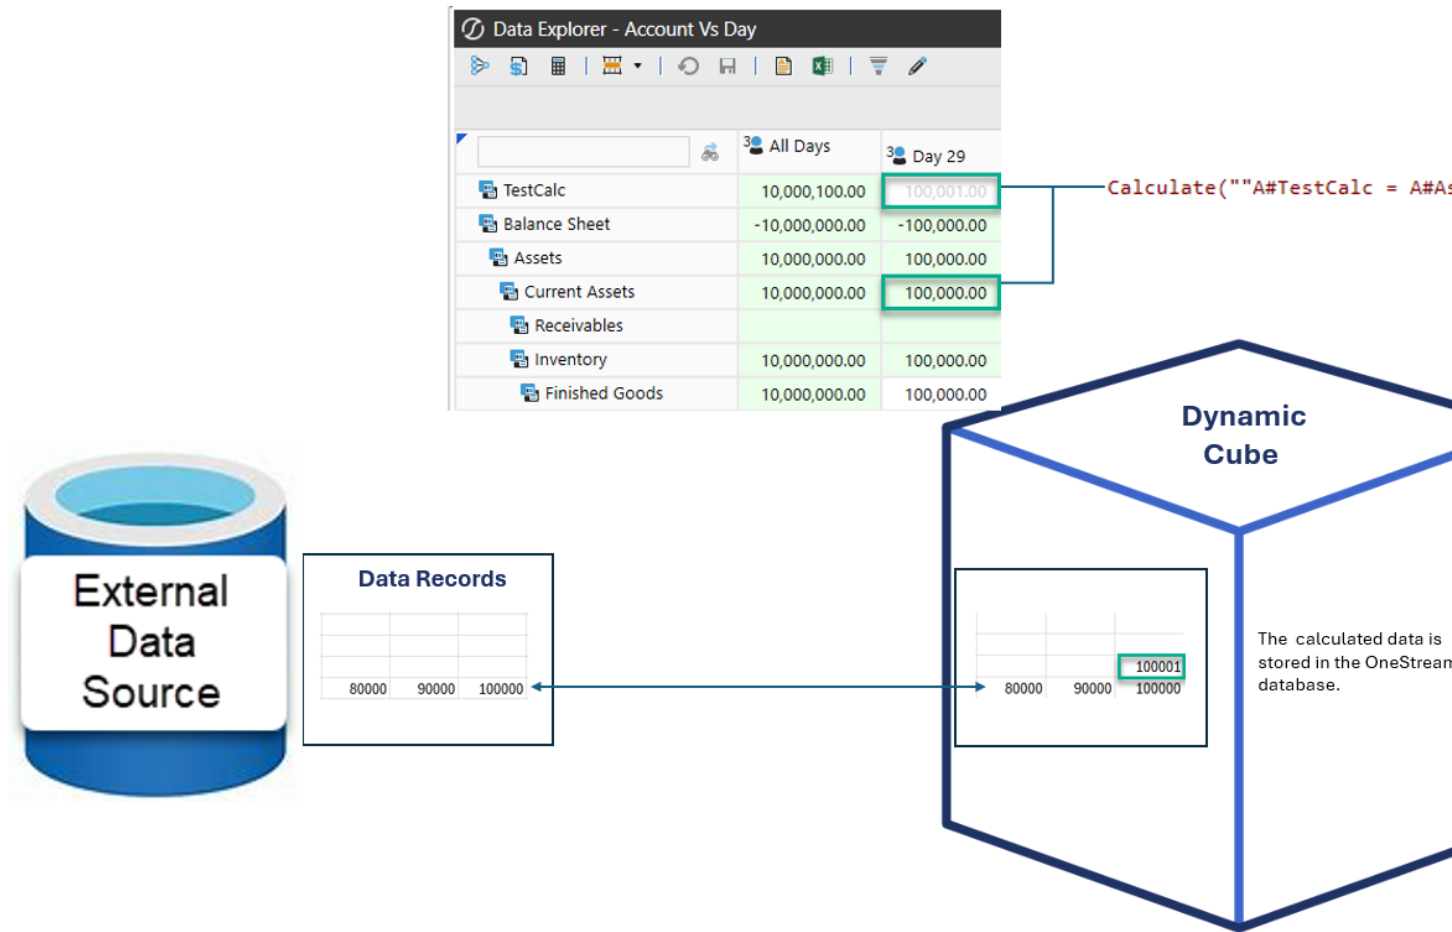 Data Explorer - Account Vs Day
3 All Days 3 Day 29
TestCalc 10,000,100.00 100,001.00
Calculate(""A#TestCalc = A#As
Balance Sheet -10,000,000.00 -100,000.00
Assets 10,000,000.00 100,000.00
Current Assets 10,000,000.00 100,000.00
Receivables
Inventory 10,000,000.00 100,000.00
Finished Goods 10,000,000.00 100,000.00
Dynamic
Cube
External
Data
Source
Data Records
80000 90000 100000
100001
80000 90000 100000
The calculated data is
stored in the OneStream
database.